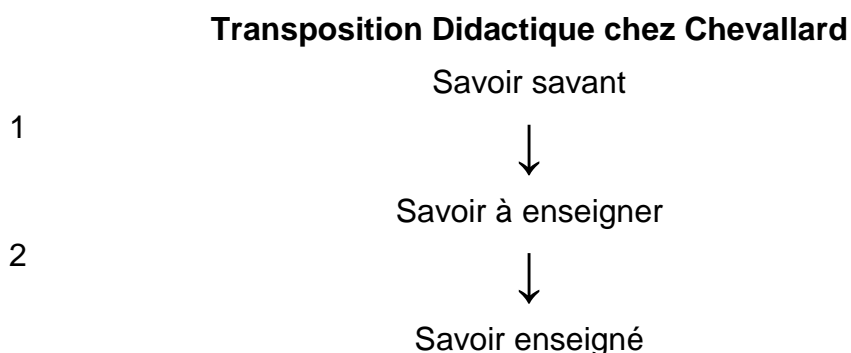 Transposition Didactique chez Chevallard
Savoir savant
1
↓
Savoir à enseigner
2
↓
Savoir enseigné